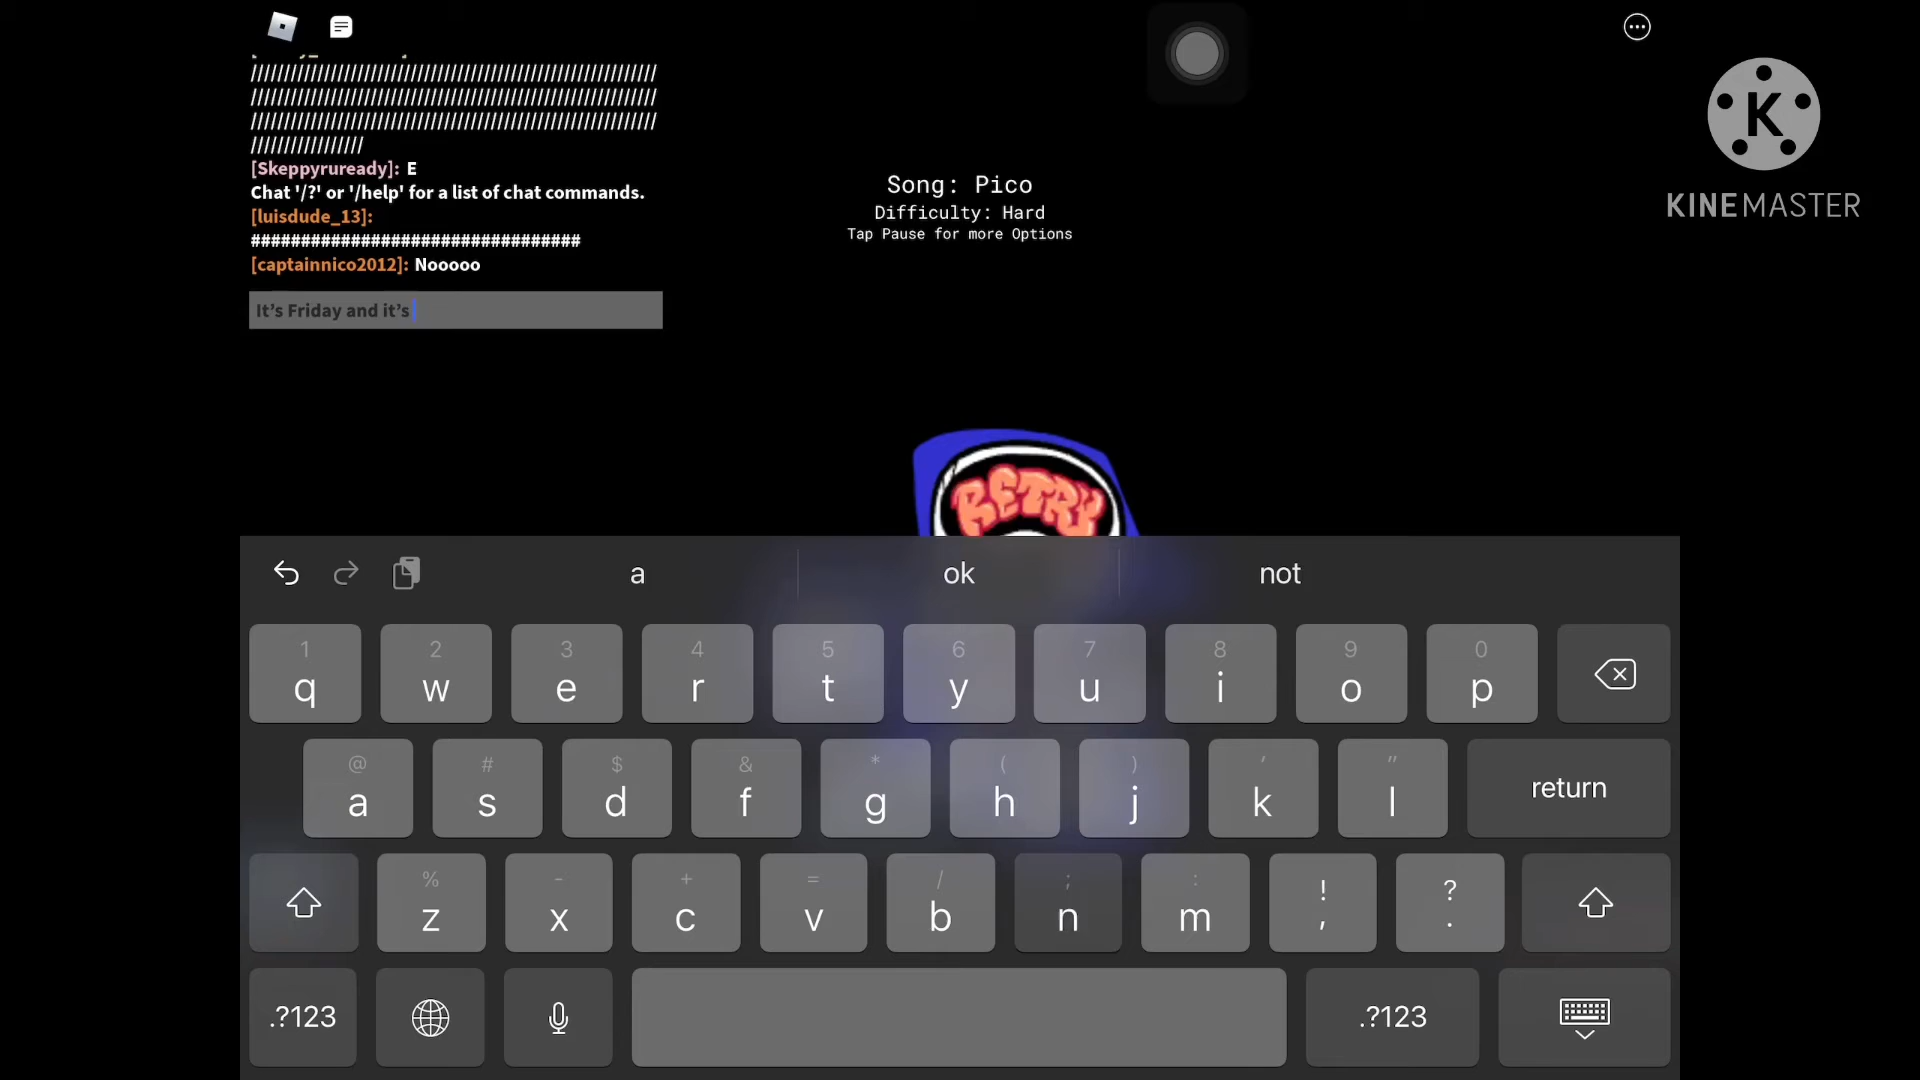 ////////////////////////////////////////////////////////////
////////////////////////////////////////////////////////////
////////////////////////////////////////////////////////////
/////////////////
[Skeppyruready]: E
Chat '/?' or '/help' for a list of chat commands.
[luisdude_13]:
################################
[captainnico2012]: Nooooo
It’s Friday and it’s
Song: Pico
Difficulty: Hard
Tap Pause for more Options
K
KINEMASTER
RETRY
a ok not
1 2 3 4 5 6 7 8 9 0
q w e r t y u i o p
@ # $ & * ( ) ' "
a s d f g h j k l return
% - + = / ; : ! ?
z x c v b n m , .
.?123 .?123